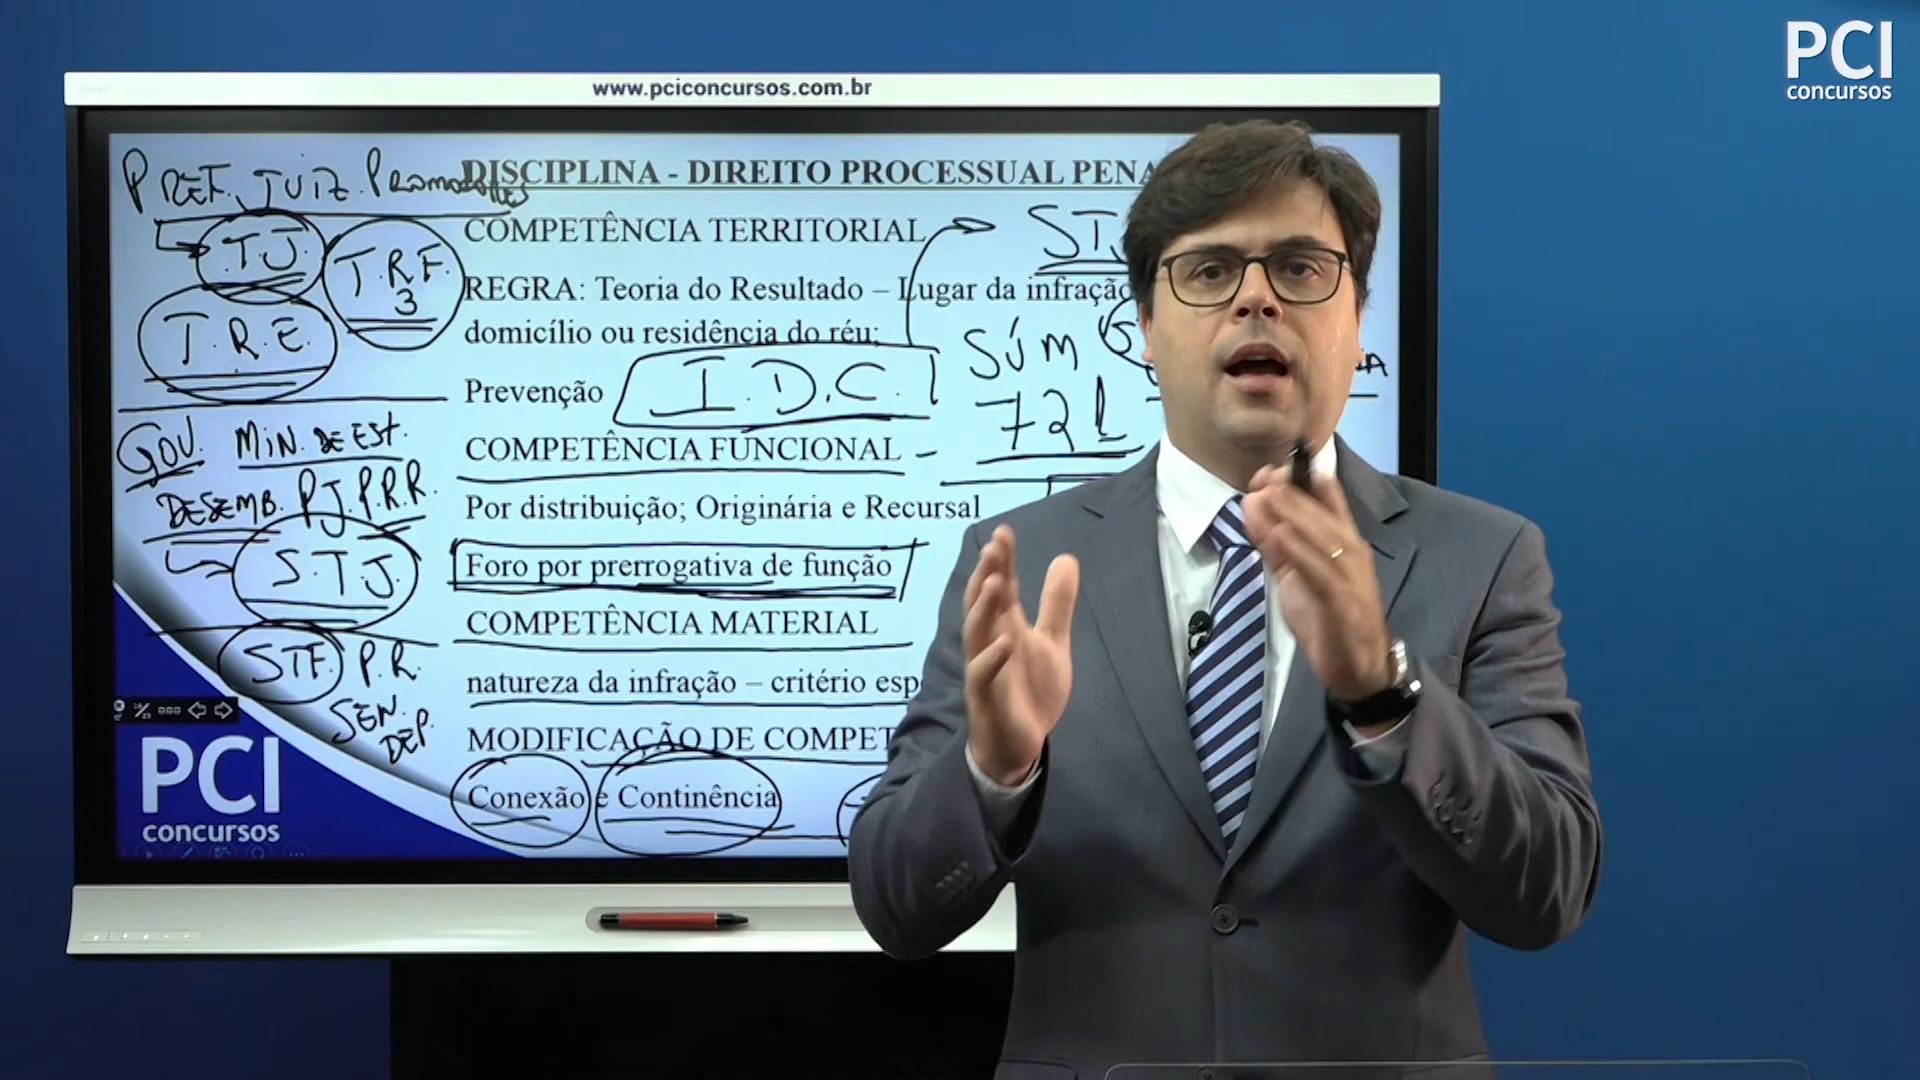 www.pciconcursos.com.br
PCI
concursos
PREF. JUIZ. PROMOTORES
T.J.
T.R.F.
3
T.R.E.
GOV. MIN. DE EST.
DESEMB. P.J. P.R.R.
S.T.J.
STF. P.R.
SEN.
DEP.
DISCIPLINA - DIREITO PROCESSUAL PENA
COMPETÊNCIA TERRITORIAL
ST
REGRA: Teoria do Resultado – Lugar da infração
domicílio ou residência do réu;
SÚM
721
Prevenção
I.D.C.
COMPETÊNCIA FUNCIONAL
Por distribuição; Originária e Recursal
Foro por prerrogativa de função
COMPETÊNCIA MATERIAL
natureza da infração – critério espe
MODIFICAÇÃO DE COMPET
Conexão e Continência
PCI
concursos